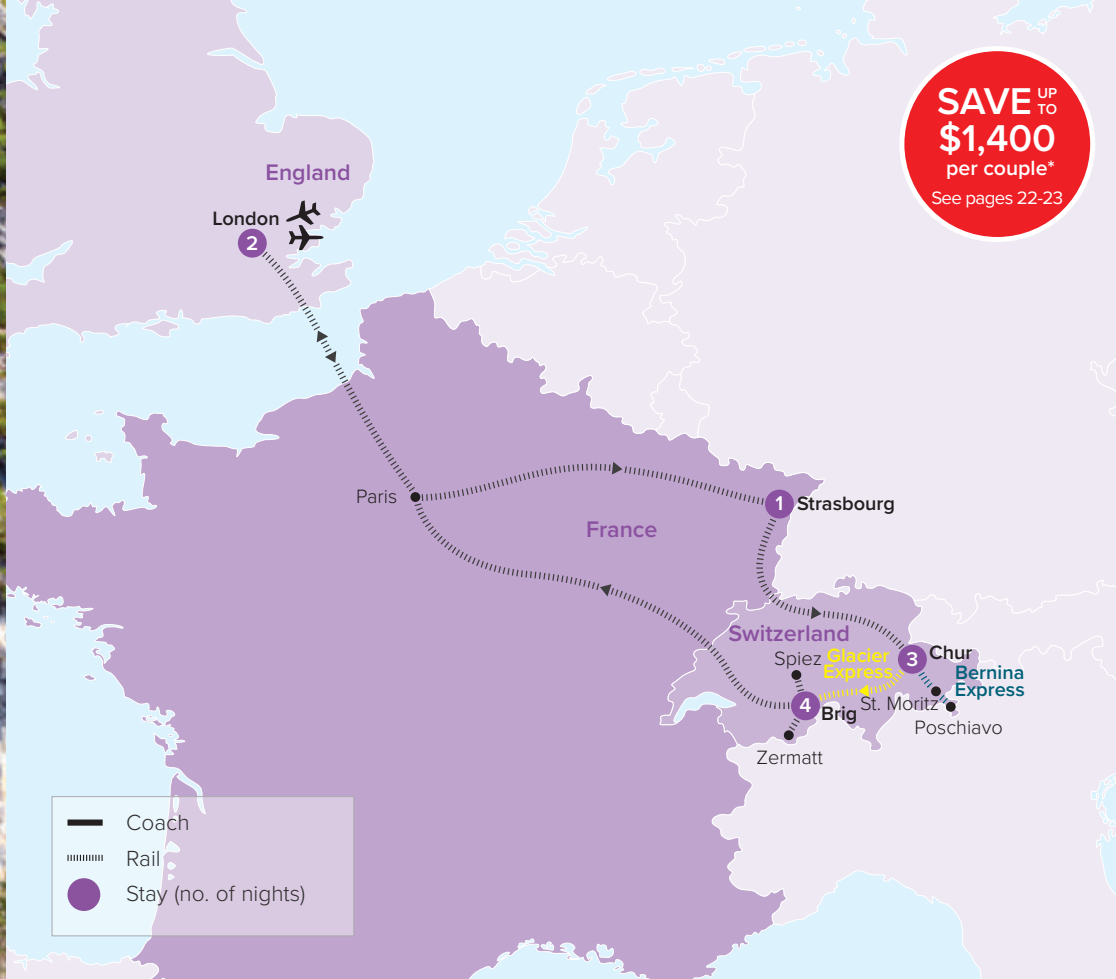 SAVE UP TO
$1,400
per couple*
See pages 22-23
England
London
2
Paris
1 Strasbourg
France
Switzerland
Spiez
Glacier
Express
3 Chur
Bernina
Express
St. Moritz
4 Brig
Poschiavo
Zermatt
Coach
Rail
Stay (no. of nights)